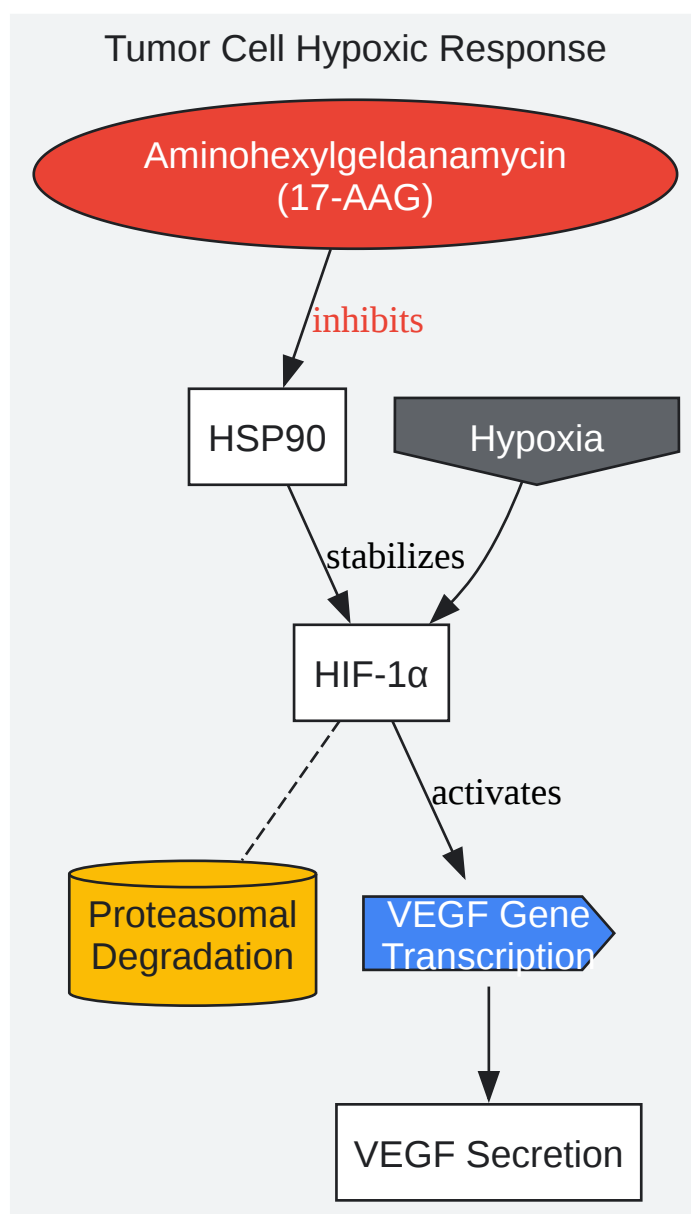 Tumor Cell Hypoxic Response
Aminohexylgeldanamycin
(17-AAG)
inhibits
HSP90
Hypoxia
stabilizes
HIF-1α
activates
Proteasomal
Degradation
VEGF Gene
Transcription
VEGF Secretion